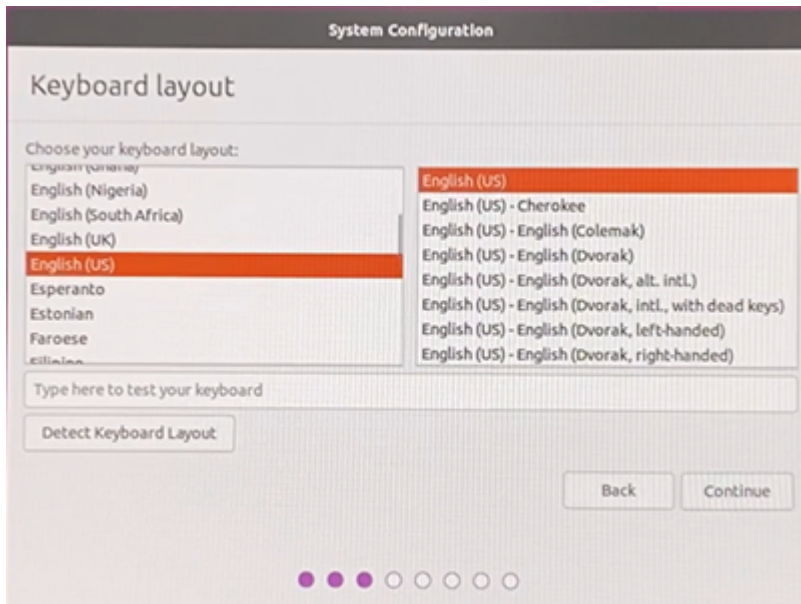 System Configuration
Keyboard layout
Choose your keyboard layout:
English (Ghana)
English (Nigeria)
English (South Africa)
English (UK)
English (US)
Esperanto
Estonian
Faroese
Filipino
English (US)
English (US) - Cherokee
English (US) - English (Colemak)
English (US) - English (Dvorak)
English (US) - English (Dvorak, alt. intl.)
English (US) - English (Dvorak, intl., with dead keys)
English (US) - English (Dvorak, left-handed)
English (US) - English (Dvorak, right-handed)
Type here to test your keyboard
Detect Keyboard Layout
Back
Continue